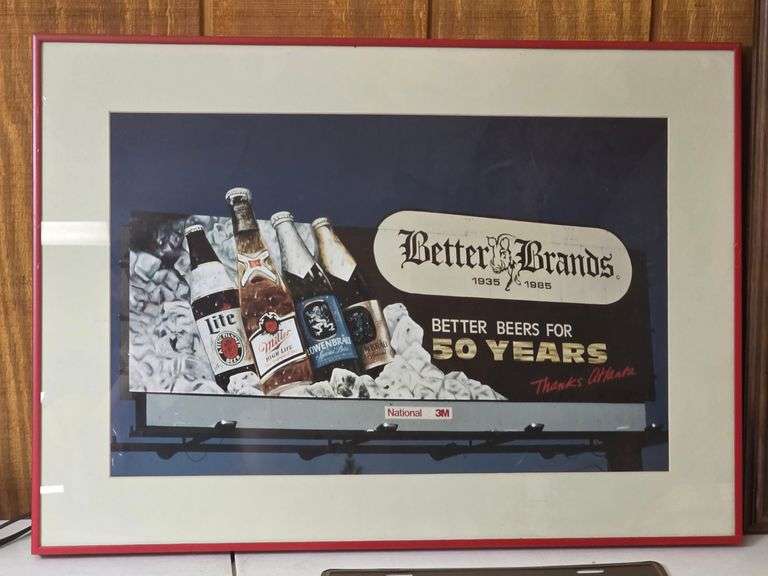 Better Brands
1935 1985
BETTER BEERS FOR
50 YEARS
Thanks Atlanta
Lite
Miller
HIGH LIFE
LÖWENBRÄU
National 3M